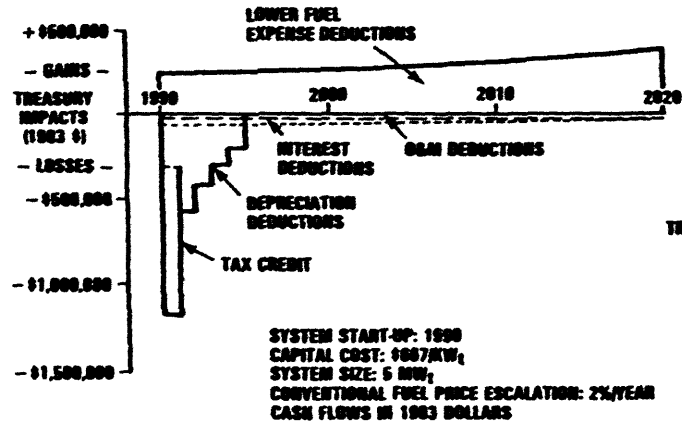 LOWER FUEL
EXPENSE DEDUCTIONS
+ $500,000
- GAINS -
TREASURY
IMPACTS
(1983 $)
1990
2000
2010
2020
- LOSSES -
INTEREST
DEDUCTIONS
O&M DEDUCTIONS
- $500,000
DEPRECIATION
DEDUCTIONS
TAX CREDIT
- $1,000,000
- $1,500,000
SYSTEM START-UP: 1990
CAPITAL COST: $667/KWt
SYSTEM SIZE: 5 MWt
CONVENTIONAL FUEL PRICE ESCALATION: 2%/YEAR
CASH FLOWS IN 1983 DOLLARS